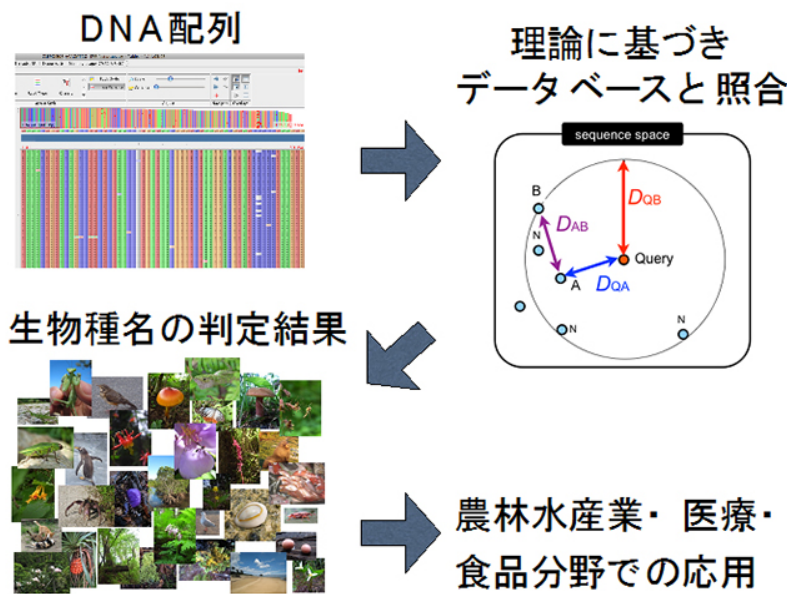 DNA配列
理論に基づき
データベースと照合
sequence space
B
DQB
N
DAB
Query
A
DQA
N
N
生物種名の判定結果
農林水産業・医療・
食品分野での応用